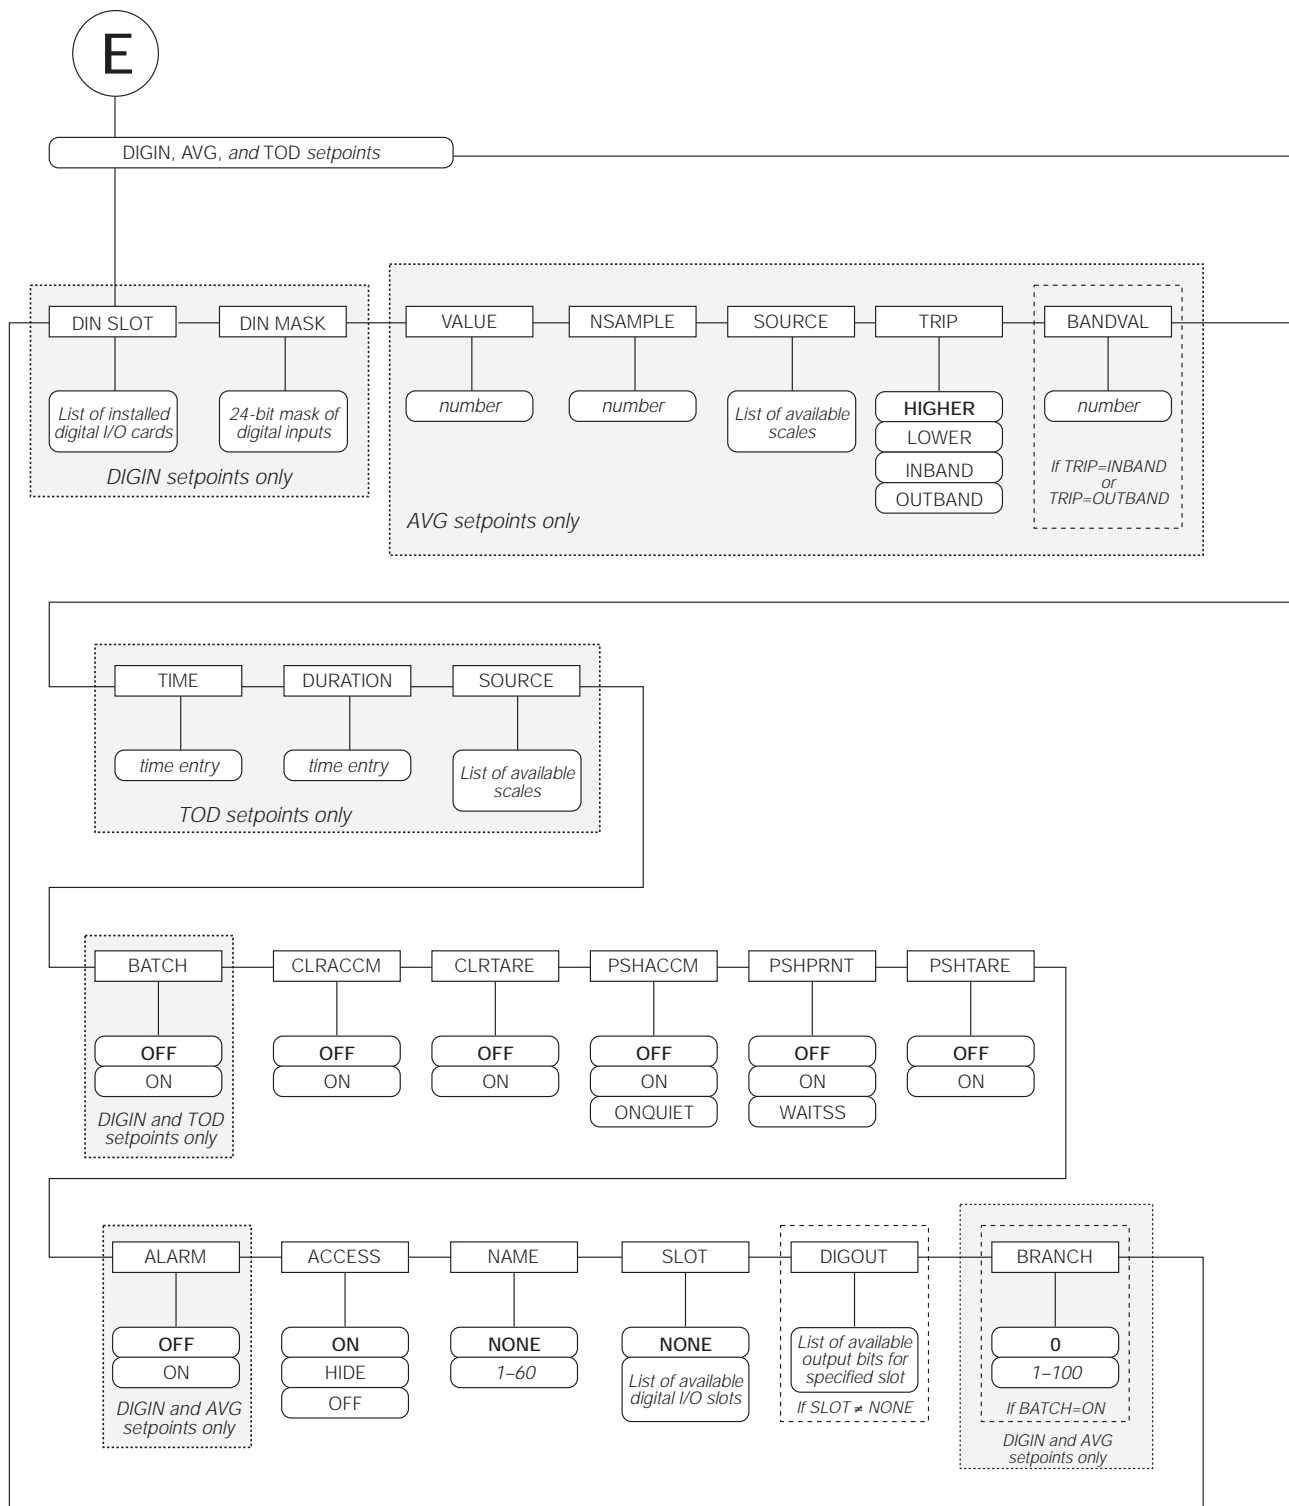 E
DIGIN, AVG, and TOD setpoints
DIN SLOT
DIN MASK
VALUE
NSAMPLE
SOURCE
TRIP
BANDVAL
List of installed
digital I/O cards
24-bit mask of
digital inputs
number
number
List of available
scales
HIGHER
LOWER
INBAND
OUTBAND
number
If TRIP=INBAND
or
TRIP=OUTBAND
DIGIN setpoints only
AVG setpoints only
TIME
DURATION
SOURCE
time entry
time entry
List of available
scales
TOD setpoints only
BATCH
CLRACCM
CLRTARE
PSHACCM
PSHPRNT
PSHTARE
OFF
ON
OFF
ON
OFF
ON
OFF
ON
ONQUIET
OFF
ON
WAITSS
OFF
ON
DIGIN and TOD
setpoints only
ALARM
ACCESS
NAME
SLOT
DIGOUT
BRANCH
OFF
ON
ON
HIDE
OFF
NONE
1–60
NONE
List of available
digital I/O slots
List of available
output bits for
specified slot
0
1–100
DIGIN and AVG
setpoints only
If SLOT ≠ NONE
If BATCH=ON
DIGIN and AVG
setpoints only